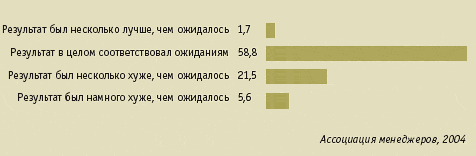 Результат был несколько лучше, чем ожидалось 1,7
Результат в целом соответствовал ожиданиям 58,8
Результат был несколько хуже, чем ожидалось 21,5
Результат был намного хуже, чем ожидалось 5,6
Ассоциация менеджеров, 2004